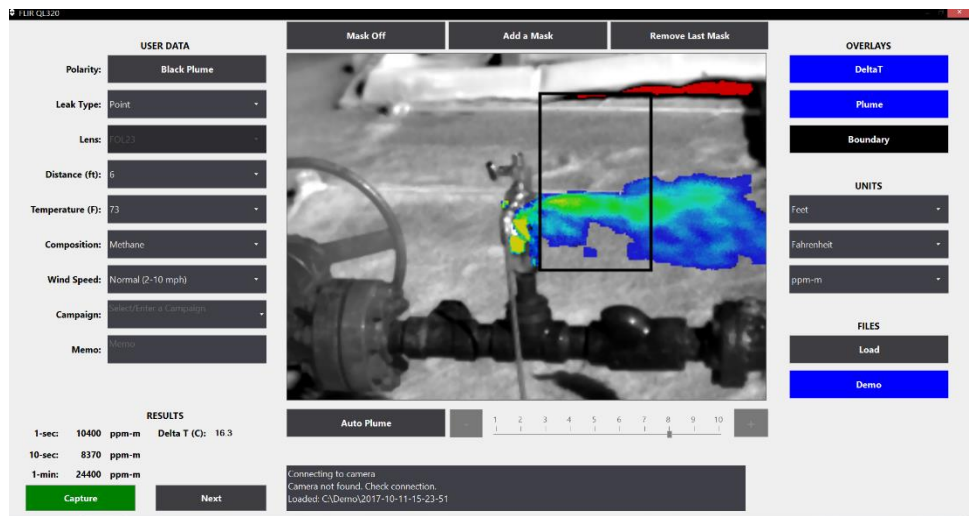 FLIR QL320
Mask Off
Add a Mask
Remove Last Mask
USER DATA
Polarity: Black Plume
Leak Type: Point
Lens: FOL23
Distance (ft): 6
Temperature (F): 73
Composition: Methane
Wind Speed: Normal (2-10 mph)
Campaign: Select/Enter a Campaign
Memo: Memo
RESULTS
1-sec: 10400 ppm-m Delta T (C): 16.3
10-sec: 8370 ppm-m
1-min: 24400 ppm-m
Capture
Next
Auto Plume
-
1 2 3 4 5 6 7 8 9 10
+
Connecting to camera
Camera not found. Check connection.
Loaded: C:\Demo\2017-10-11-15-23-51
OVERLAYS
DeltaT
Plume
Boundary
UNITS
Feet
Fahrenheit
ppm-m
FILES
Load
Demo